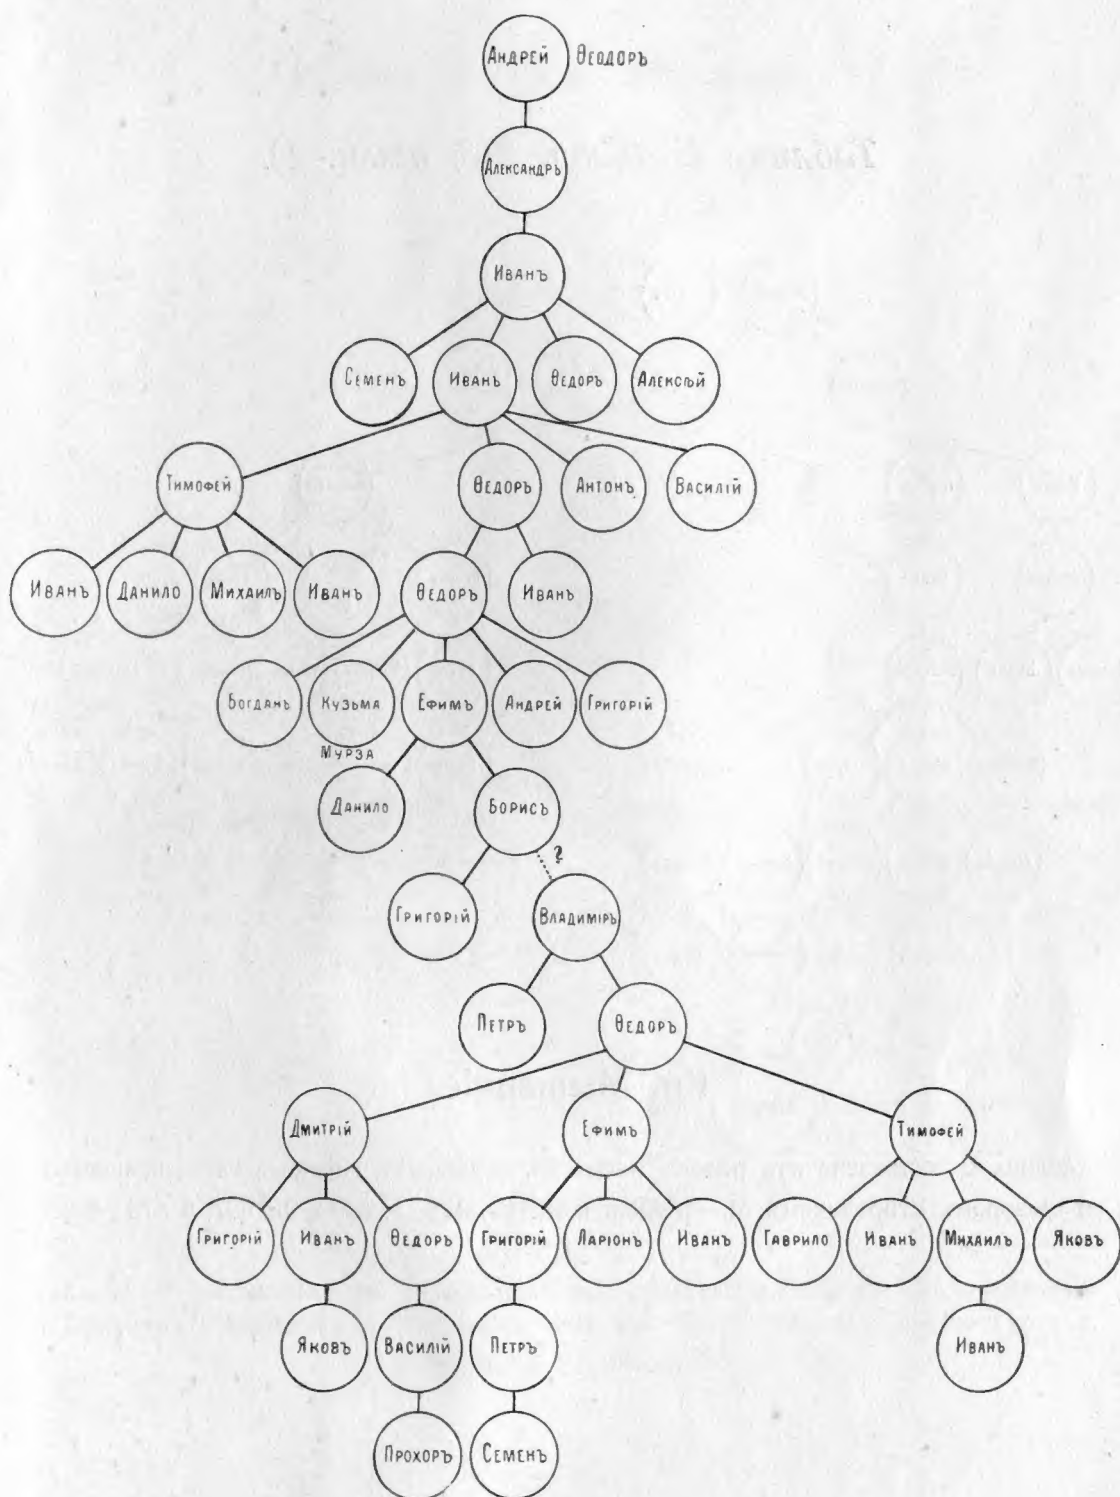 Андрей Ѳеодоръ
Александръ
Иванъ
Семенъ Иванъ Ѳедоръ Алексѣй
Тимофей Ѳедоръ Антонъ Василій
Иванъ Данило Михаилъ Иванъ Ѳедоръ Иванъ
Богданъ Кузьма Ефимъ Андрей Григорій
Мурза
Данило Борисъ
?
Григорій Владиміръ
Петръ Ѳедоръ
Дмитрій Ефимъ Тимофей
Григорій Иванъ Ѳедоръ Григорій Ларіонъ Иванъ Гаврило Иванъ Михаилъ Яковъ
Яковъ Василій Петръ Иванъ
Прохоръ Семенъ